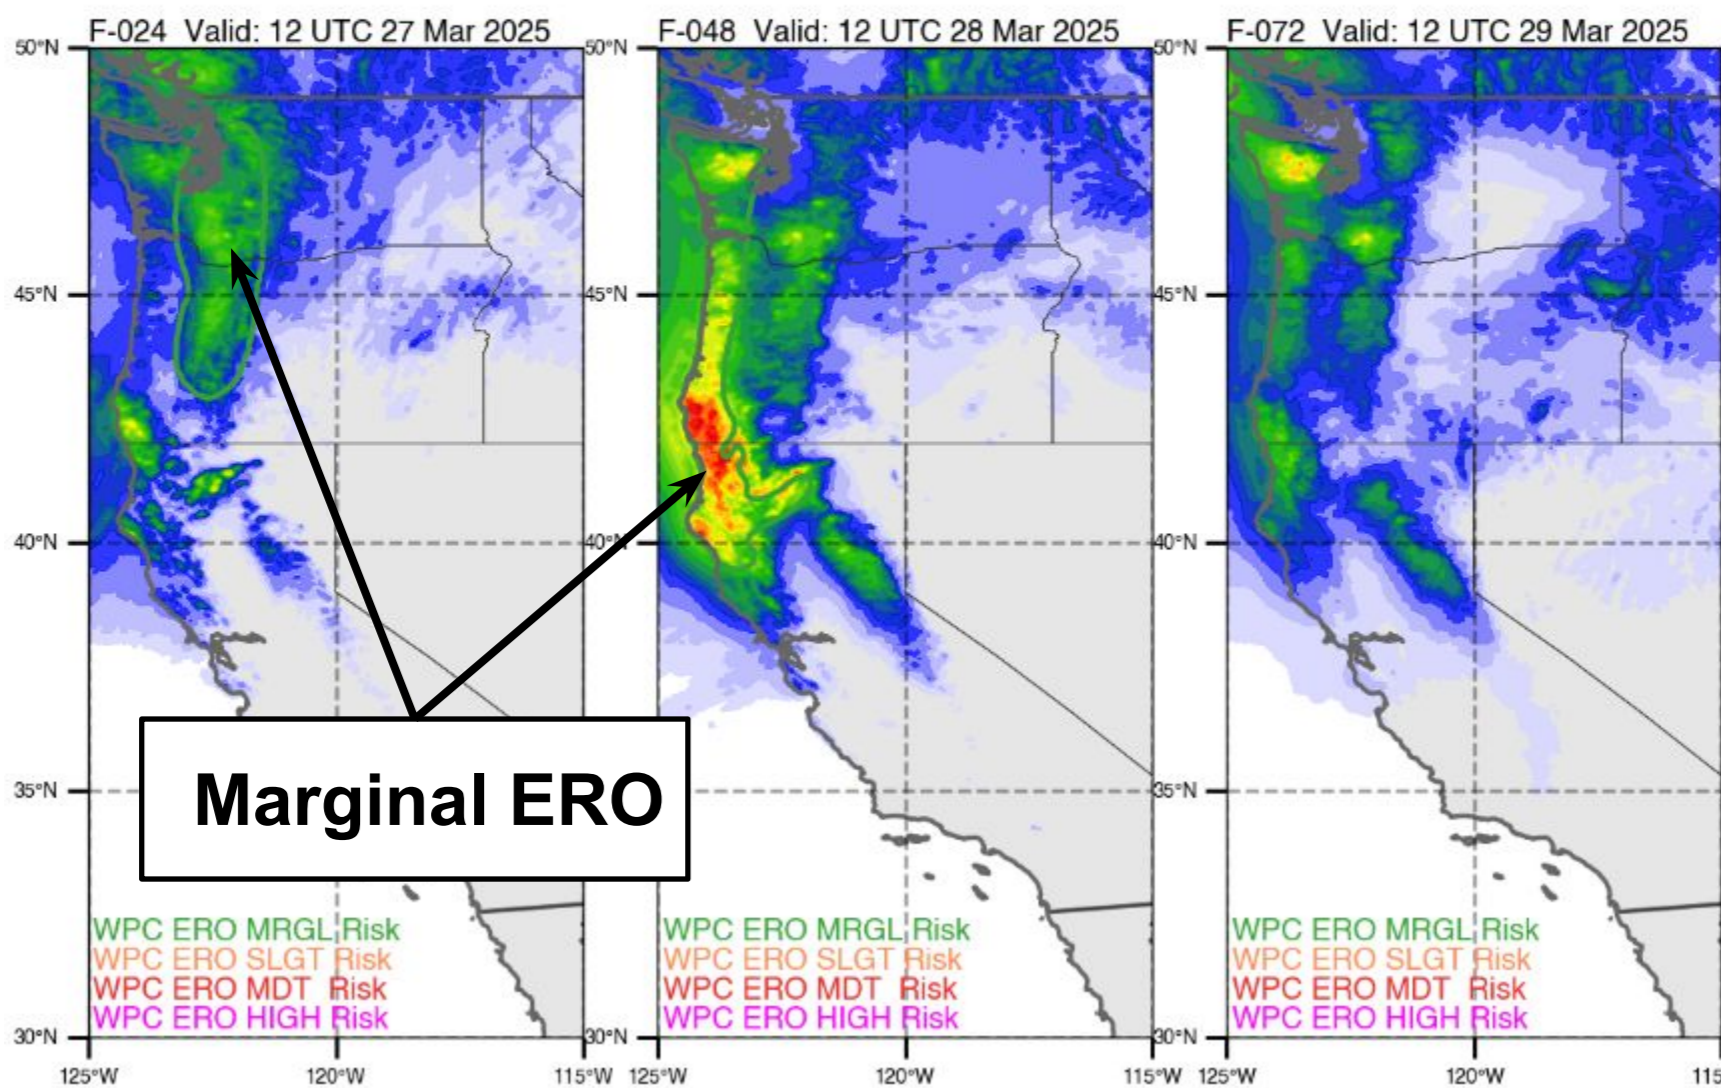 F-024 Valid: 12 UTC 27 Mar 2025
F-048 Valid: 12 UTC 28 Mar 2025
F-072 Valid: 12 UTC 29 Mar 2025
50°N
50°N
50°N
45°N
45°N
45°N
40°N
40°N
40°N
35°N
35°N
35°N
30°N
30°N
30°N
Marginal ERO
WPC ERO MRGL Risk
WPC ERO SLGT Risk
WPC ERO MDT Risk
WPC ERO HIGH Risk
WPC ERO MRGL Risk
WPC ERO SLGT Risk
WPC ERO MDT Risk
WPC ERO HIGH Risk
WPC ERO MRGL Risk
WPC ERO SLGT Risk
WPC ERO MDT Risk
WPC ERO HIGH Risk
125°W
120°W
115°W
125°W
120°W
115°W
125°W
120°W
115